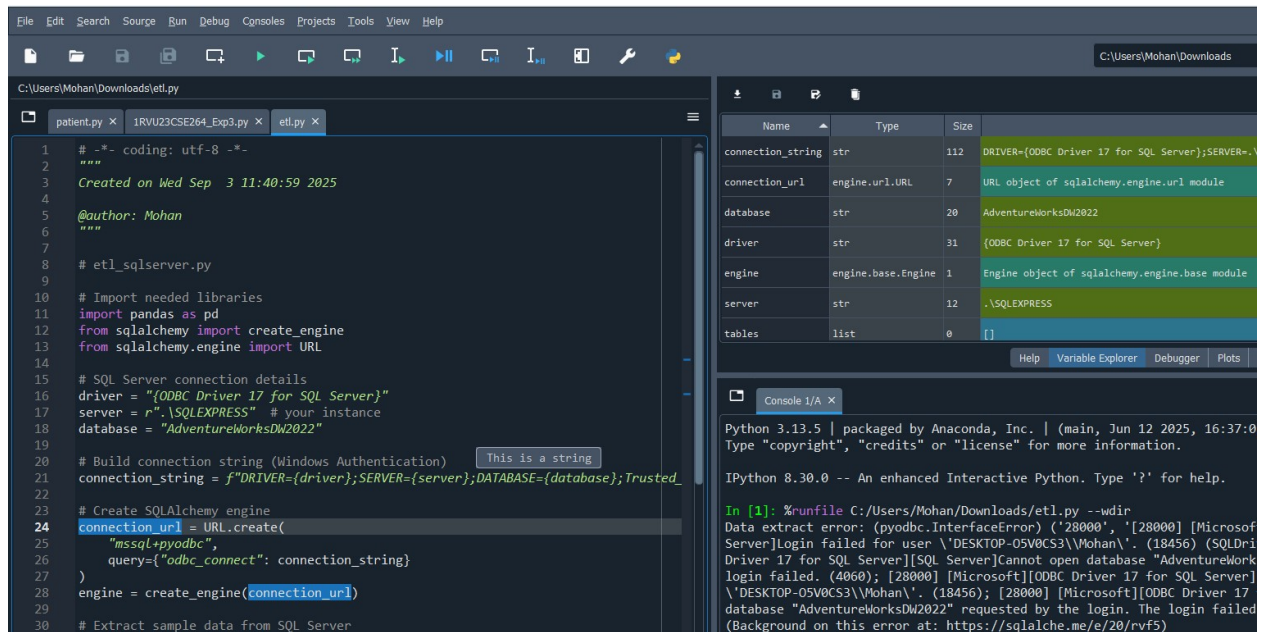 File Edit Search Source Run Debug Consoles Projects Tools View Help
C:\Users\Mohan\Downloads
C:\Users\Mohan\Downloads\etl.py
patient.py × 1RVU23CSE264_Exp3.py × etl.py ×
1 # -*- coding: utf-8 -*-
2 """
3 Created on Wed Sep  3 11:40:59 2025
4
5 @author: Mohan
6 """
7
8 # etl_sqlserver.py
9
10 # Import needed libraries
11 import pandas as pd
12 from sqlalchemy import create_engine
13 from sqlalchemy.engine import URL
14
15 # SQL Server connection details
16 driver = "{ODBC Driver 17 for SQL Server}"
17 server = r".\SQLEXPRESS"  # your instance
18 database = "AdventureWorksDW2022"
19
20 # Build connection string (Windows Authentication)
This is a string
21 connection_string = f"DRIVER={driver};SERVER={server};DATABASE={database};Trusted_
22
23 # Create SQLAlchemy engine
24 connection_url = URL.create(
25     "mssql+pyodbc",
26     query={"odbc_connect": connection_string}
27 )
28 engine = create_engine(connection_url)
29
30 # Extract sample data from SQL Server
Name Type Size
connection_string str 112 DRIVER={ODBC Driver 17 for SQL Server};SERVER=.\
connection_url engine.url.URL 7 URL object of sqlalchemy.engine.url module
database str 20 AdventureWorksDW2022
driver str 31 {ODBC Driver 17 for SQL Server}
engine engine.base.Engine 1 Engine object of sqlalchemy.engine.base module
server str 12 .\SQLEXPRESS
tables list 0 []
Help Variable Explorer Debugger Plots
Console 1/A ×
Python 3.13.5 | packaged by Anaconda, Inc. | (main, Jun 12 2025, 16:37:0
Type "copyright", "credits" or "license" for more information.
IPython 8.30.0 -- An enhanced Interactive Python. Type '?' for help.
In [1]: %runfile C:/Users/Mohan/Downloads/etl.py --wdir
Data extract error: (pyodbc.InterfaceError) ('28000', '[28000] [Microsof
Server]Login failed for user \'DESKTOP-O5V0CS3\\Mohan\'. (18456) (SQLDri
Driver 17 for SQL Server][SQL Server]Cannot open database "AdventureWork
login failed. (4060); [28000] [Microsoft][ODBC Driver 17 for SQL Server]
\'DESKTOP-O5V0CS3\\Mohan\'. (18456); [28000] [Microsoft][ODBC Driver 17
database "AdventureWorksDW2022" requested by the login. The login failed
(Background on this error at: https://sqlalche.me/e/20/rvf5)